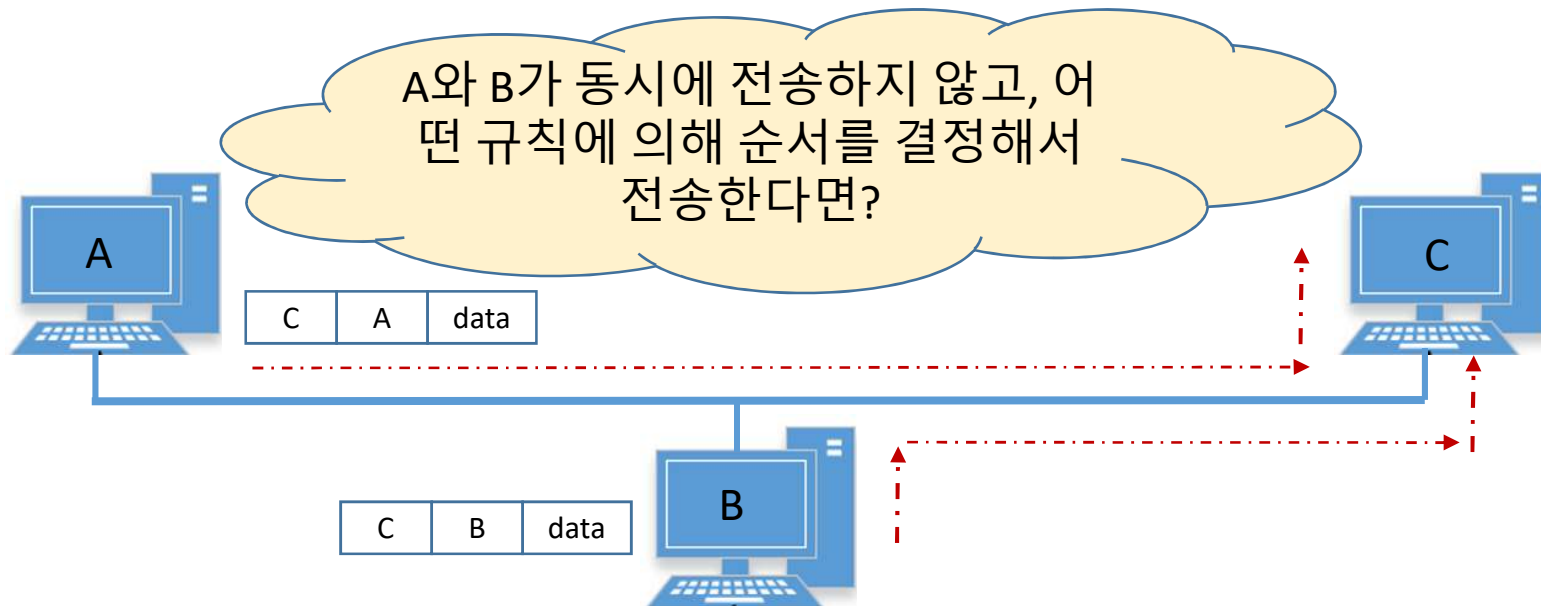 A와 B가 동시에 전송하지 않고, 어
떤 규칙에 의해 순서를 결정해서
전송한다면?
A
C
C A data
B
C B data